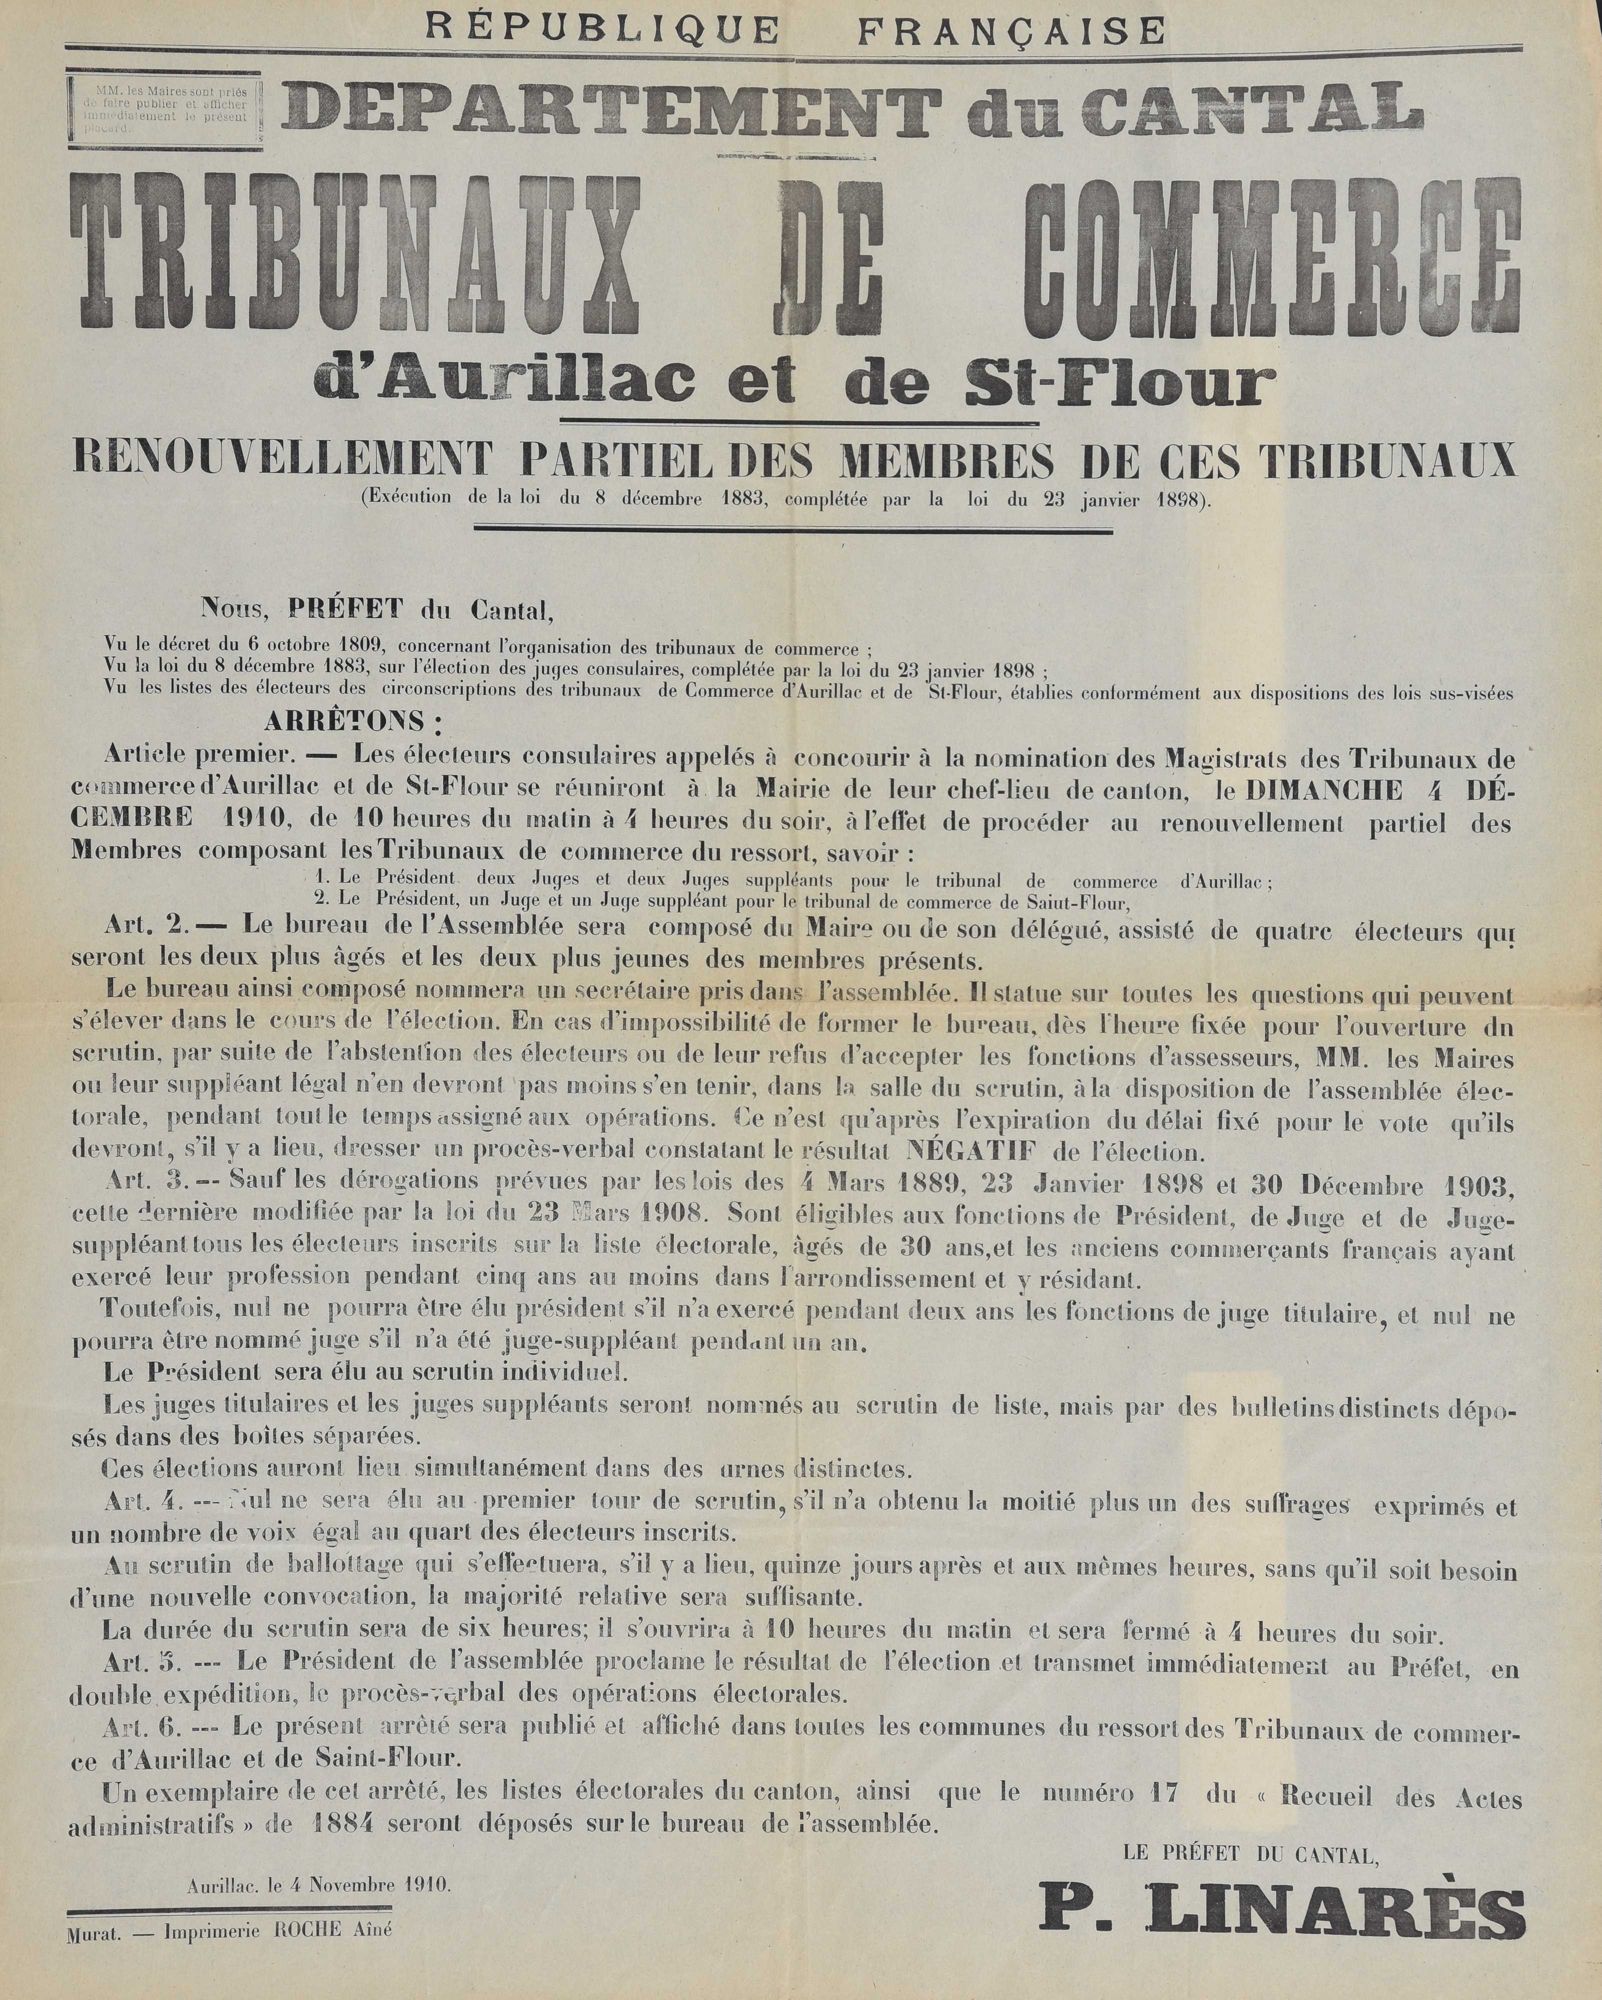 RÉPUBLIQUE FRANÇAISE
MM. les Maires sont priés
de faire publier et afficher
immédiatement le présent
placard.
DEPARTEMENT du CANTAL
TRIBUNAUX DE COMMERCE
d'Aurillac et de St-Flour
RENOUVELLEMENT PARTIEL DES MEMBRES DE CES TRIBUNAUX
(Exécution de la loi du 8 décembre 1883, complétée par la loi du 23 janvier 1898).
Nous, PRÉFET du Cantal,
Vu le décret du 6 octobre 1809, concernant l'organisation des tribunaux de commerce ;
Vu la loi du 8 décembre 1883, sur l'élection des juges consulaires, complétée par la loi du 23 janvier 1898 ;
Vu les listes des électeurs des circonscriptions des tribunaux de Commerce d'Aurillac et de St-Flour, établies conformément aux dispositions des lois sus-visées
ARRÊTONS :
Article premier. — Les électeurs consulaires appelés à concourir à la nomination des Magistrats des Tribunaux de
commerce d'Aurillac et de St-Flour se réuniront à la Mairie de leur chef-lieu de canton, le DIMANCHE 4 DÉ-
CEMBRE 1910, de 10 heures du matin à 4 heures du soir, à l'effet de procéder au renouvellement partiel des
Membres composant les Tribunaux de commerce du ressort, savoir :
1. Le Président deux Juges et deux Juges suppléants pour le tribunal de commerce d'Aurillac ;
2. Le Président, un Juge et un Juge suppléant pour le tribunal de commerce de Saiut-Flour,
Art. 2. — Le bureau de l'Assemblée sera composé du Maire ou de son délégué, assisté de quatre électeurs qui
seront les deux plus âgés et les deux plus jeunes des membres présents.
Le bureau ainsi composé nommera un secrétaire pris dans l'assemblée. Il statue sur toutes les questions qui peuvent
s'élever dans le cours de l'élection. En cas d'impossibilité de former le bureau, dès l'heure fixée pour l'ouverture dn
scrutin, par suite de l'abstention des électeurs ou de leur refus d'accepter les fonctions d'assesseurs, MM. les Maires
ou leur suppléant légal n'en devront pas moins s'en tenir, dans la salle du scrutin, à la disposition de l'assemblée élec-
torale, pendant tout le temps assigné aux opérations. Ce n'est qu'après l'expiration du délai fixé pour le vote qu'ils
devront, s'il y a lieu, dresser un procès-verbal constatant le résultat NÉGATIF de l'élection.
Art. 3. --- Sauf les dérogations prévues par les lois des 4 Mars 1889, 23 Janvier 1898 et 30 Décembre 1903,
cette dernière modifiée par la loi du 23 Mars 1908. Sont éligibles aux fonctions de Président, de Juge et de Juge-
suppléant tous les électeurs inscrits sur la liste électorale, âgés de 30 ans, et les anciens commerçants français ayant
exercé leur profession pendant cinq ans au moins dans l'arrondissement et y résidant.
Toutefois, nul ne pourra être élu président s'il n'a exercé pendant deux ans les fonctions de juge titulaire, et nul ne
pourra être nommé juge s'il n'a été juge-suppléant pendant un an.
Le Président sera élu au scrutin individuel.
Les juges titulaires et les juges suppléants seront nommés au scrutin de liste, mais par des bulletins distincts dépo-
sés dans des boîtes séparées.
Ces élections auront lieu simultanément dans des urnes distinctes.
Art. 4. --- Nul ne sera élu au premier tour de scrutin, s'il n'a obtenu la moitié plus un des suffrages exprimés et
un nombre de voix égal au quart des électeurs inscrits.
Au scrutin de ballottage qui s'effectuera, s'il y a lieu, quinze jours après et aux mêmes heures, sans qu'il soit besoin
d'une nouvelle convocation, la majorité relative sera suffisante.
La durée du scrutin sera de six heures; il s'ouvrira à 10 heures du matin et sera fermé à 4 heures du soir.
Art. 5. --- Le Président de l'assemblée proclame le résultat de l'élection et transmet immédiatement au Préfet, en
double expédition, le procès-verbal des opérations électorales.
Art. 6. --- Le présent arrêté sera publié et affiché dans toutes les communes du ressort des Tribunaux de commer-
ce d'Aurillac et de Saint-Flour.
Un exemplaire de cet arrêté, les listes électorales du canton, ainsi que le numéro 17 du « Recueil des Actes
administratifs » de 1884 seront déposés sur le bureau de l'assemblée.
LE PRÉFET DU CANTAL,
Aurillac. le 4 Novembre 1910.
P. LINARÈS
Murat. — Imprimerie ROCHE Aîné